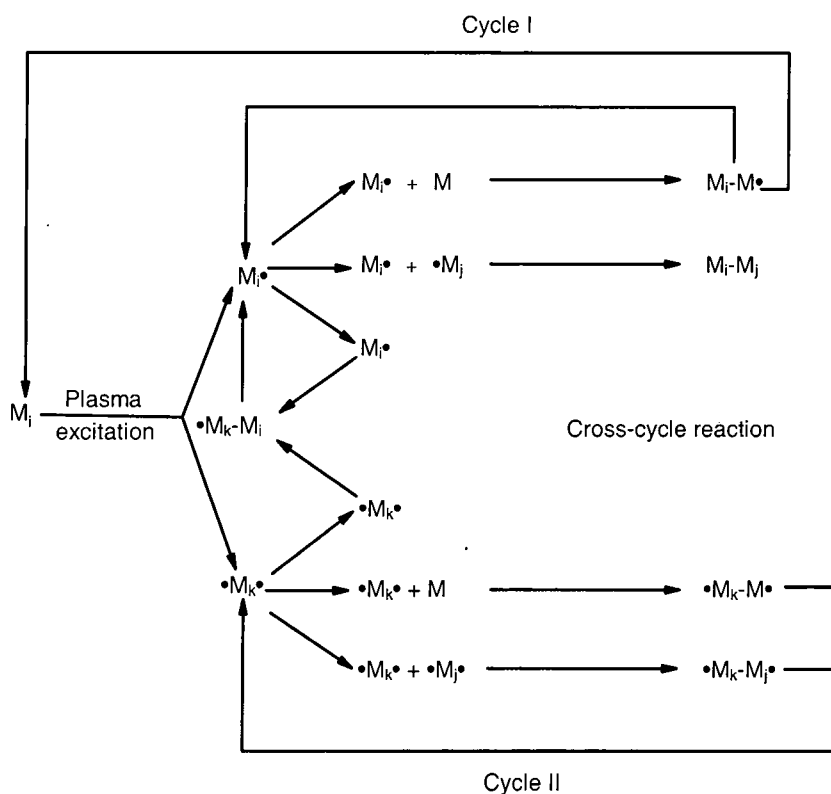 Cycle I
Mᵢ• + M
Mᵢ-M•
Mᵢ•
Mᵢ• + •Mⱼ
Mᵢ-Mⱼ
Mᵢ•
Mᵢ
Plasma
excitation
•Mₖ-Mᵢ
Cross-cycle reaction
•Mₖ•
•Mₖ•
•Mₖ• + M
•Mₖ-M•
•Mₖ• + •Mⱼ•
•Mₖ-Mⱼ•
Cycle II